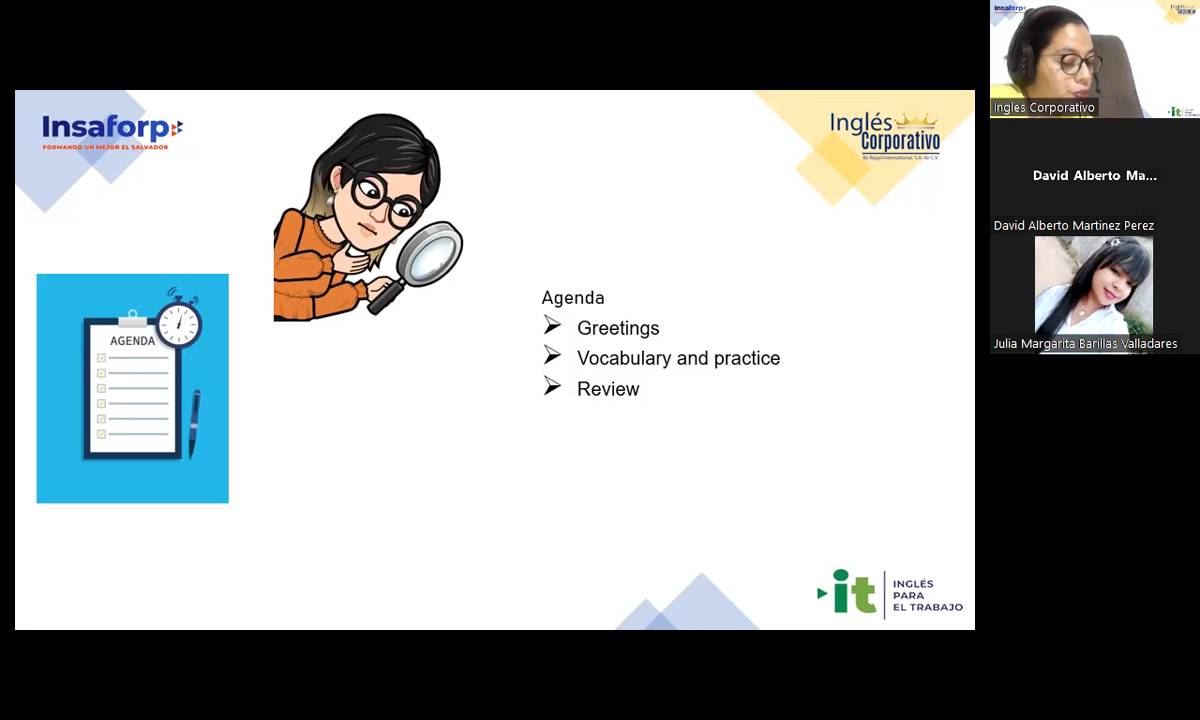 Insaforp
FORMANDO UN MEJOR EL SALVADOR
Inglés
Corporativo
By Regal International, S.A. de C.V.
AGENDA
Agenda
Greetings
Vocabulary and practice
Review
it
INGLÉS
PARA
EL TRABAJO
Insaforp
Ingles Corporativo
David Alberto Ma...
David Alberto Martinez Perez
Julia Margarita Barillas Valladares